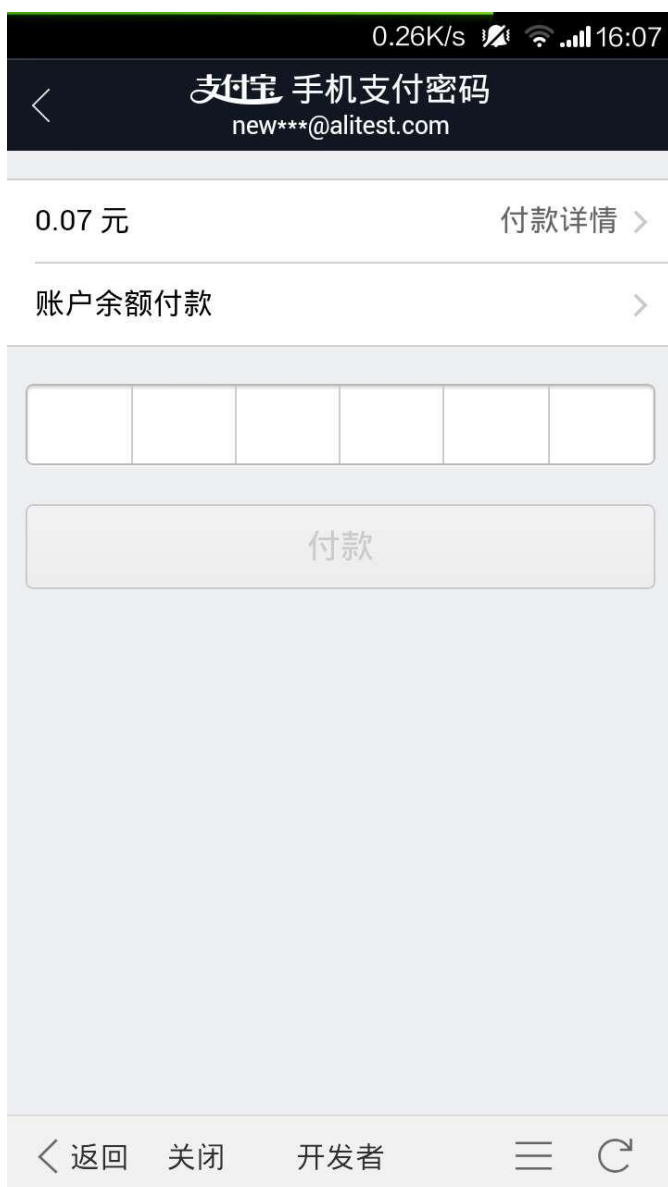 0.26K/s 16:07
支付宝 手机支付密码
new***@alitest.com
0.07 元 付款详情
账户余额付款
付款
返回 关闭 开发者